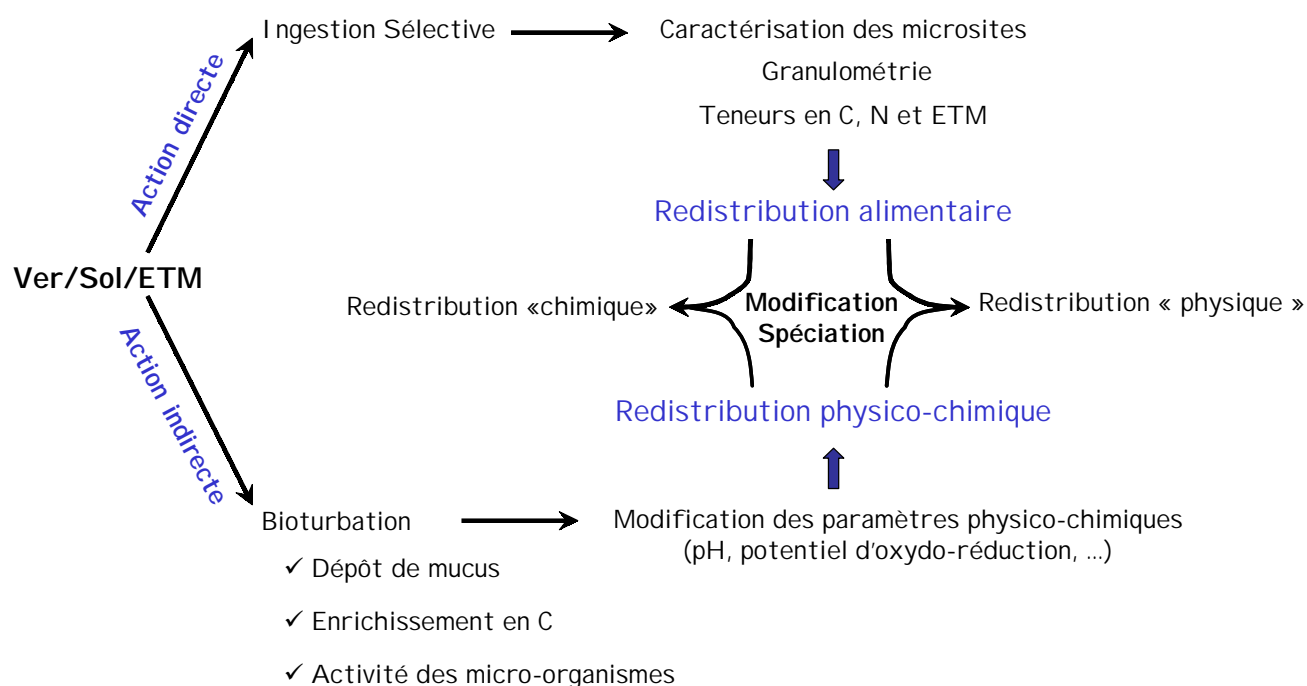 Ingestion Sélective
Caractérisation des microsites
Granulométrie
Teneurs en C, N et ETM
Action directe
Redistribution alimentaire
Ver/Sol/ETM
Redistribution «chimique»
Modification
Spéciation
Redistribution « physique »
Action indirecte
Redistribution physico-chimique
Bioturbation
Modification des paramètres physico-chimiques
(pH, potentiel d'oxydo-réduction, ...)
✓ Dépôt de mucus
✓ Enrichissement en C
✓ Activité des micro-organismes